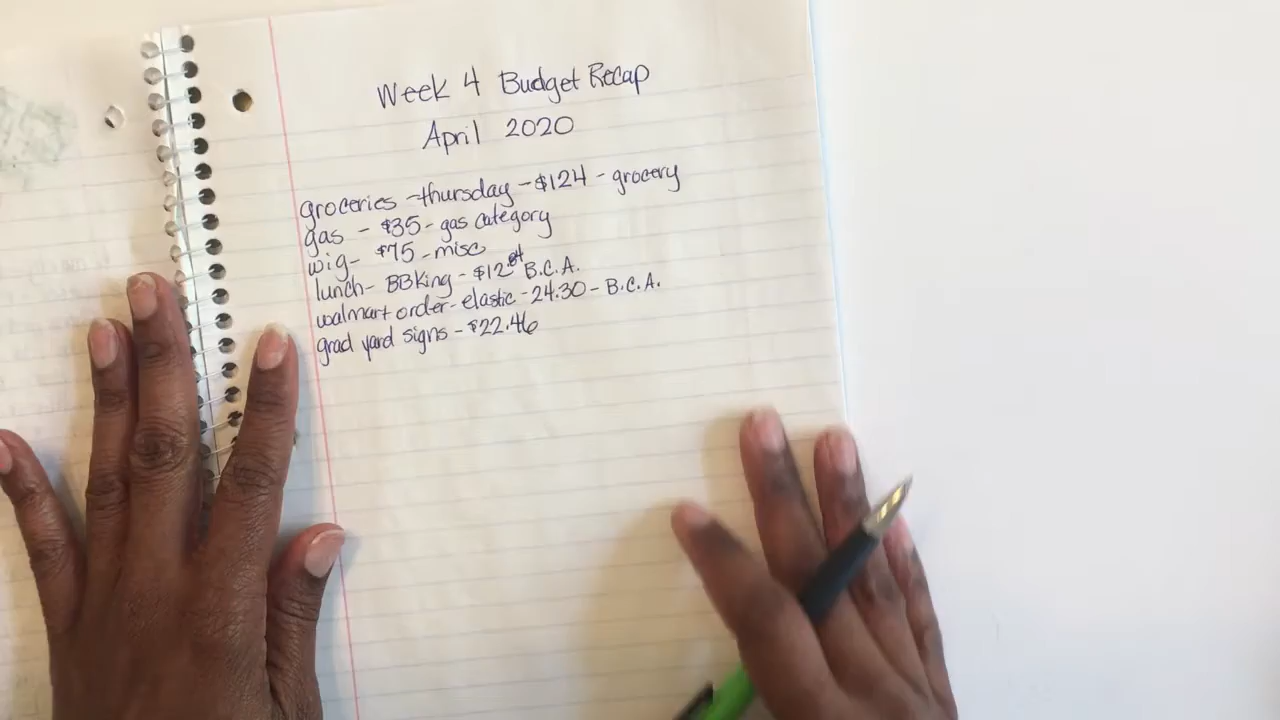 Week 4 Budget Recap
April 2020
groceries - thursday - $124 - grocery
gas - $35 - gas category
wig - $75 - misc
lunch - BBKing - $12 B.C.A.
walmart order - elastic - 24.30 - B.C.A.
grad yard signs - $22.46